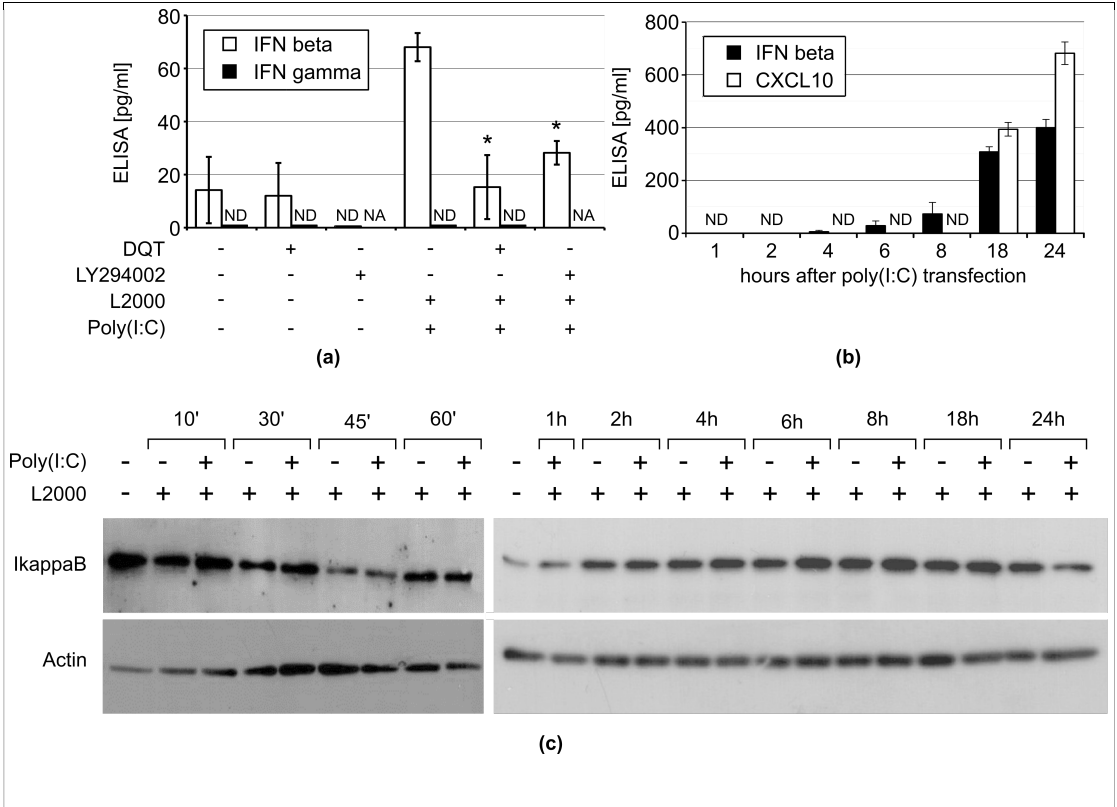 80
60
40
20
0
ELISA [pg/ml]
IFN beta
IFN gamma
* *
ND ND ND NA ND ND NA
DQT - + - - + -
LY294002 - - + - - +
L2000 - - - + + +
Poly(I:C) - - - + + +
(a)
800
600
400
200
0
ELISA [pg/ml]
IFN beta
CXCL10
ND ND ND ND ND
1 2 4 6 8 18 24
hours after poly(I:C) transfection
(b)
10' 30' 45' 60' 1h 2h 4h 6h 8h 18h 24h
Poly(I:C) - - + - + - + - + - + - + - + - + - + - + - +
L2000 - + + + + + + + + - + + + + + + + + + + + + +
IkappaB
Actin
(c)